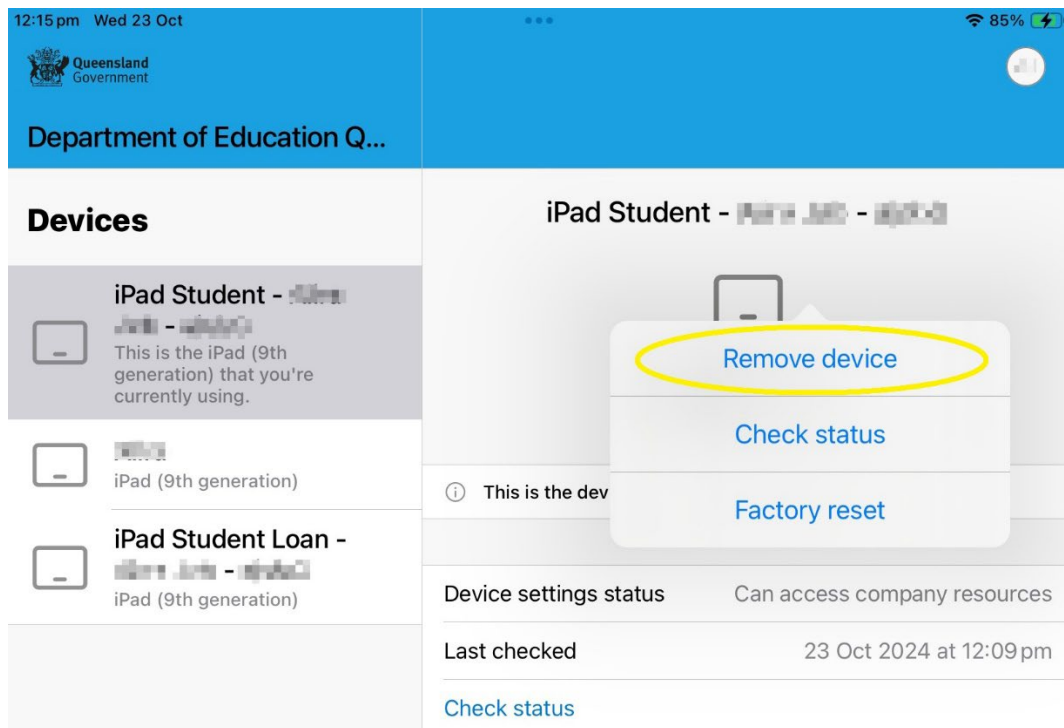 12:15 pm Wed 23 Oct
85%
Queensland
Government
Department of Education Q...
Devices
iPad Student -
-
This is the iPad (9th
generation) that you're
currently using.
iPad (9th generation)
iPad Student Loan -
-
iPad (9th generation)
iPad Student - -
Remove device
Check status
Factory reset
This is the dev
Device settings status Can access company resources
Last checked 23 Oct 2024 at 12:09 pm
Check status